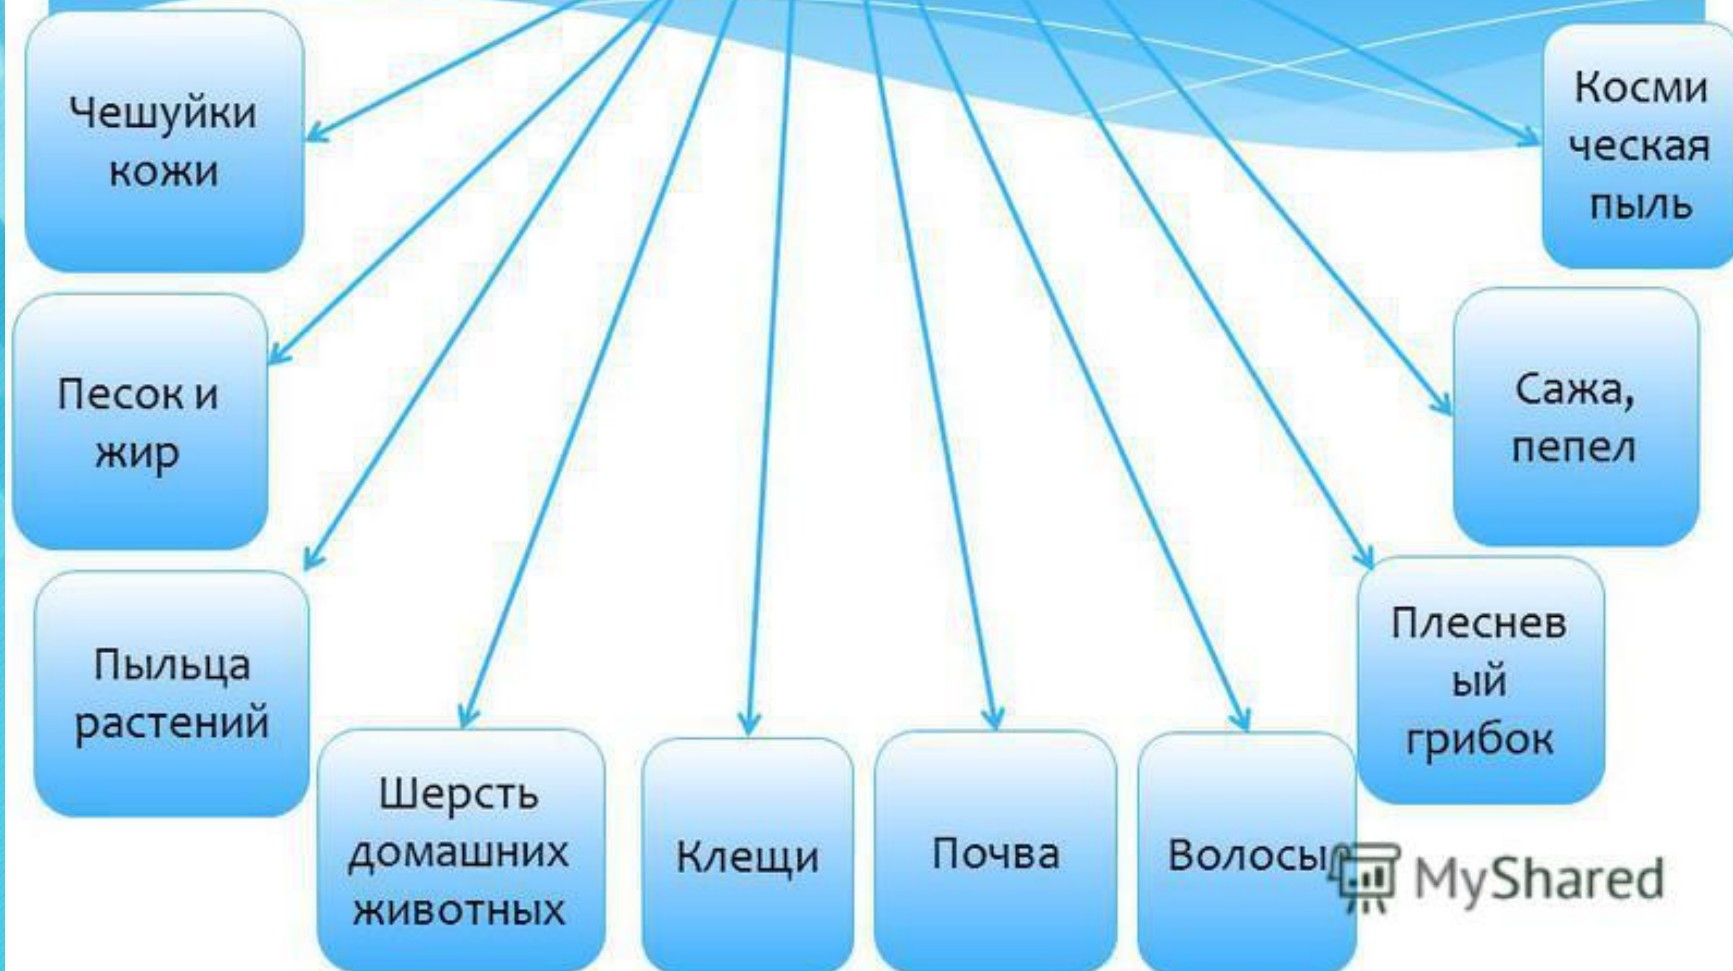 Чешуйки
кожи
Песок и
жир
Пыльца
растений
Шерсть
домашних
животных
Клещи
Почва
Волосы
Плеснев
ый
грибок
Сажа,
пепел
Косми
ческая
пыль
MyShared